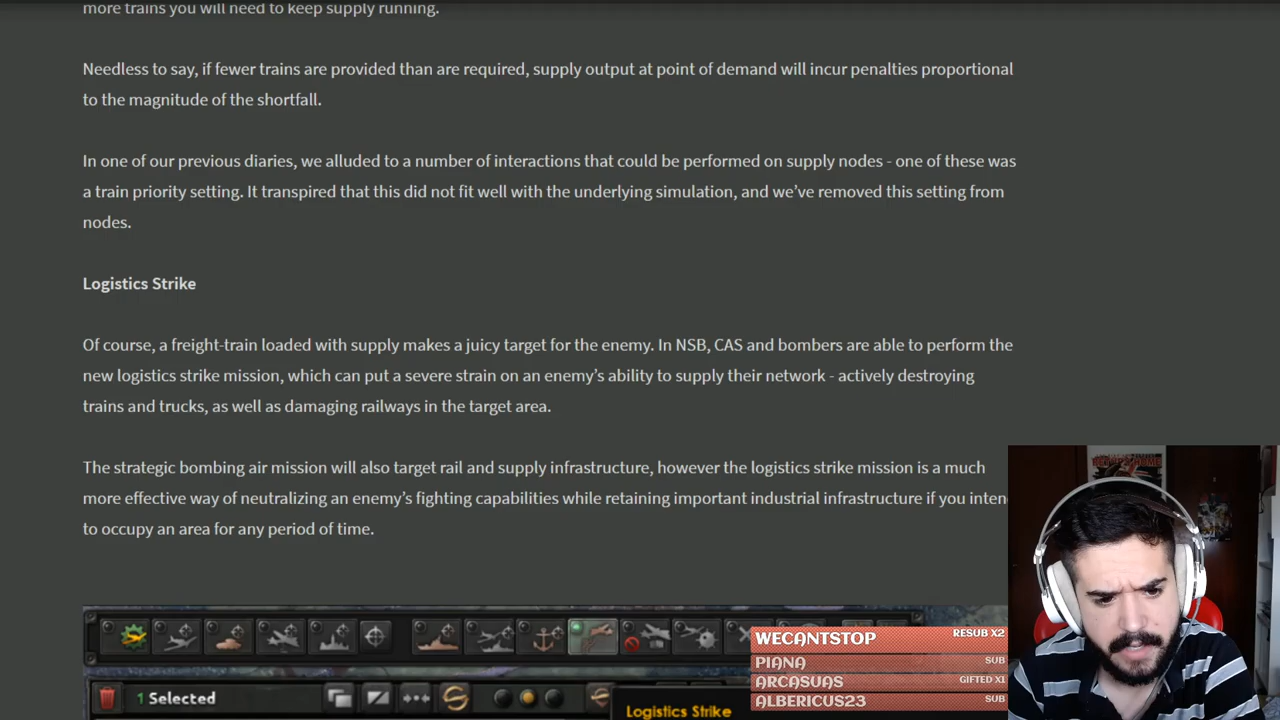 more trains you will need to keep supply running.
Needless to say, if fewer trains are provided than are required, supply output at point of demand will incur penalties proportional
to the magnitude of the shortfall.
In one of our previous diaries, we alluded to a number of interactions that could be performed on supply nodes - one of these was
a train priority setting. It transpired that this did not fit well with the underlying simulation, and we’ve removed this setting from
nodes.
Logistics Strike
Of course, a freight-train loaded with supply makes a juicy target for the enemy. In NSB, CAS and bombers are able to perform the
new logistics strike mission, which can put a severe strain on an enemy’s ability to supply their network - actively destroying
trains and trucks, as well as damaging railways in the target area.
The strategic bombing air mission will also target rail and supply infrastructure, however the logistics strike mission is a much
more effective way of neutralizing an enemy’s fighting capabilities while retaining important industrial infrastructure if you inten
to occupy an area for any period of time.
1 Selected
Logistics Strike
WECANTSTOP RESUB X2
PIANA SUB
ARCASUAS GIFTED X1
ALBERICUS23 SUB